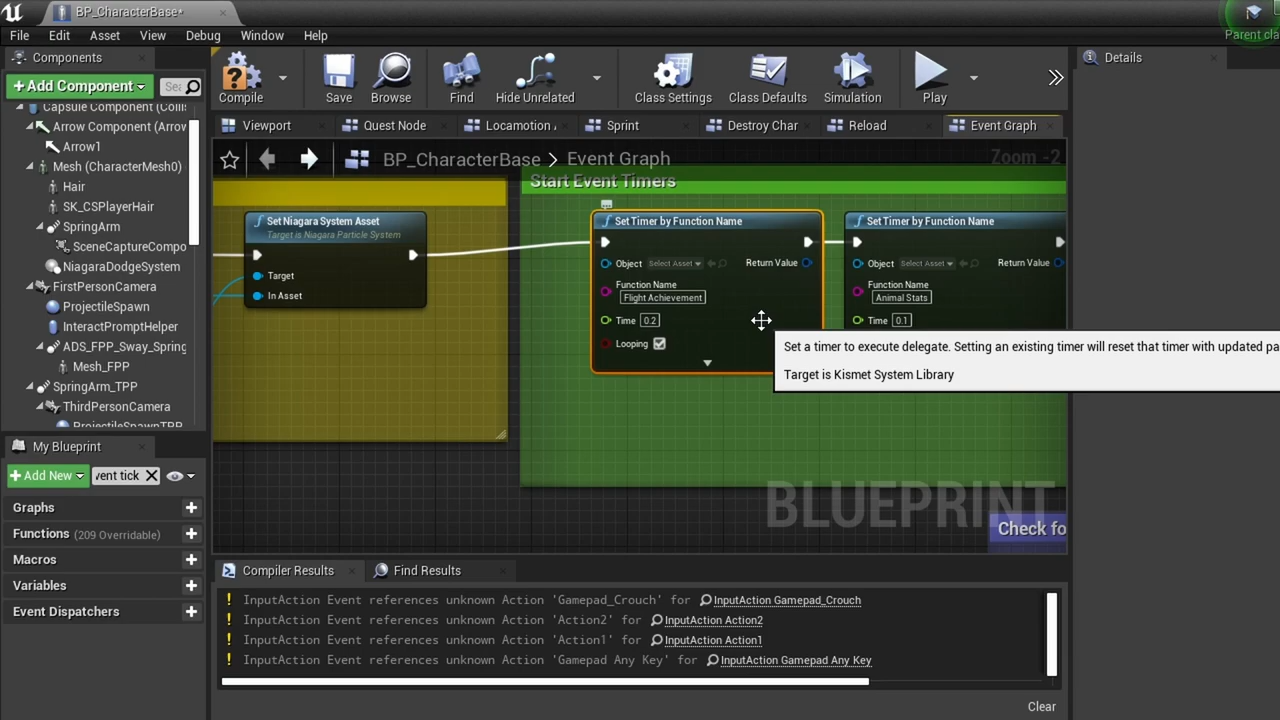 BP_CharacterBase*
Parent cla
File Edit Asset View Window Help Debug
Components
+ Add Component
Sea
Capsule Component (Colli
Arrow Component (Arrow
Arrow1
Mesh (CharacterMesh0)
Hair
SK_CSPlayerHair
SpringArm
SceneCaptureCompo
NiagaraDodgeSystem
FirstPersonCamera
ProjectileSpawn
InteractPromptHelper
ADS_FPP_Sway_Spring
Mesh_FPP
SpringArm_TPP
ThirdPersonCamera
ProjectileSpawnTPP
My Blueprint
+ Add New
vent tick
Graphs
Functions (209 Overridable)
Macros
Variables
Event Dispatchers
Compile
Save
Browse
Find
Hide Unrelated
Class Settings
Class Defaults
Simulation
Play
Details
Viewport
Quest Node
Locomotion
Sprint
Destroy Char
Reload
Event Graph
BP_CharacterBase > Event Graph
Zoom -2
Start Event Timers
Set Niagara System Asset
Target is Niagara Particle System
Target
In Asset
Set Timer by Function Name
Object Select Asset
Return Value
Function Name
Flight Achievement
Time 0.2
Looping
Set Timer by Function Name
Object Select Asset
Return Value
Function Name
Animal Stats
Time 0.1
Set a timer to execute delegate. Setting an existing timer will reset that timer with updated pa
Target is Kismet System Library
BLUEPRINT
Check fo
Compiler Results
Find Results
! InputAction Event references unknown Action 'Gamepad_Crouch' for InputAction Gamepad_Crouch
! InputAction Event references unknown Action 'Action2' for InputAction Action2
! InputAction Event references unknown Action 'Action1' for InputAction Action1
! InputAction Event references unknown Action 'Gamepad Any Key' for InputAction Gamepad Any Key
Clear